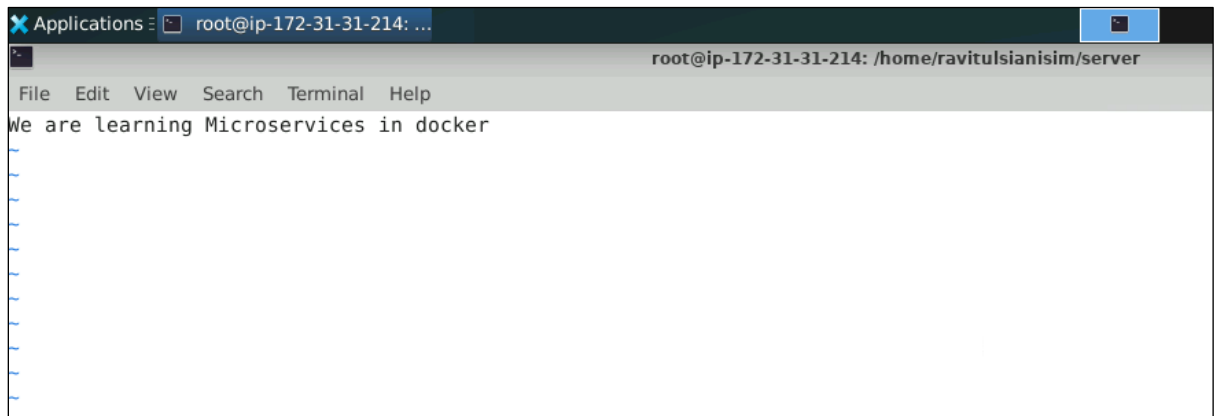 Applications
root@ip-172-31-31-214: ...
root@ip-172-31-31-214: /home/ravitulsianisim/server
File Edit View Search Terminal Help
We are learning Microservices in docker
~
~
~
~
~
~
~
~
~
~
~